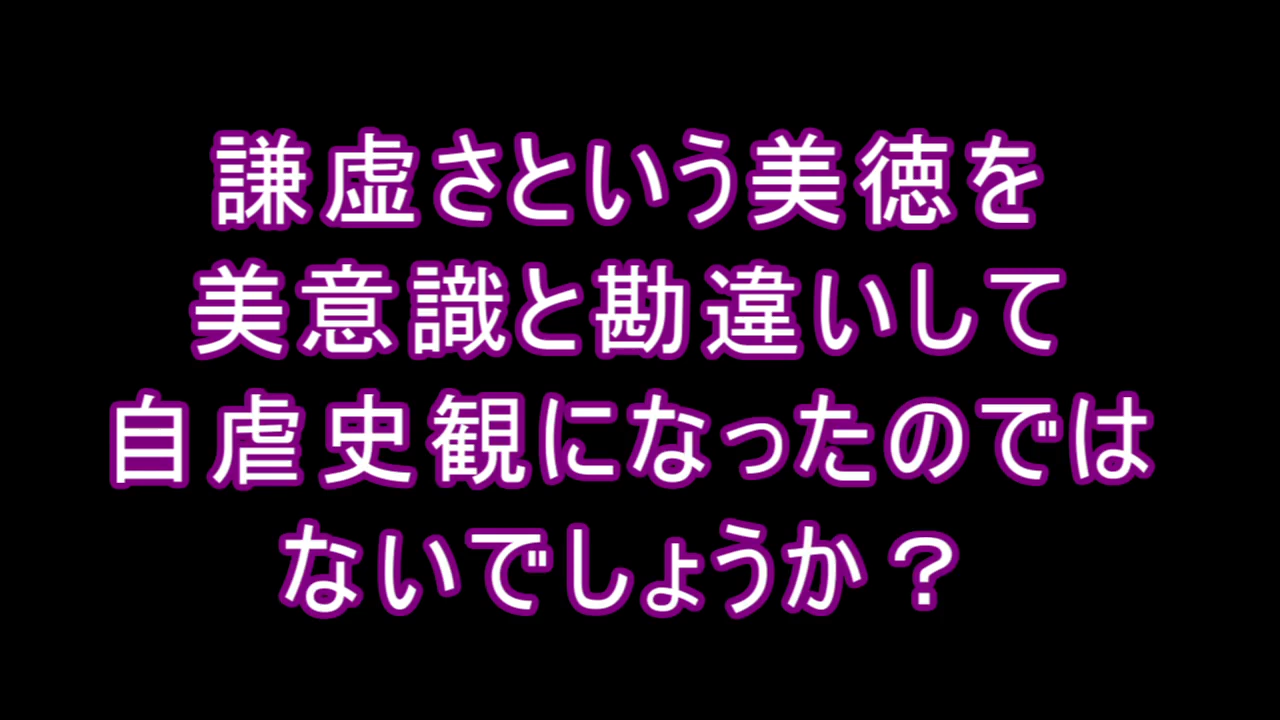 謙虚さという美徳を
美意識と勘違いして
自虐史観になったのでは
ないでしょうか？